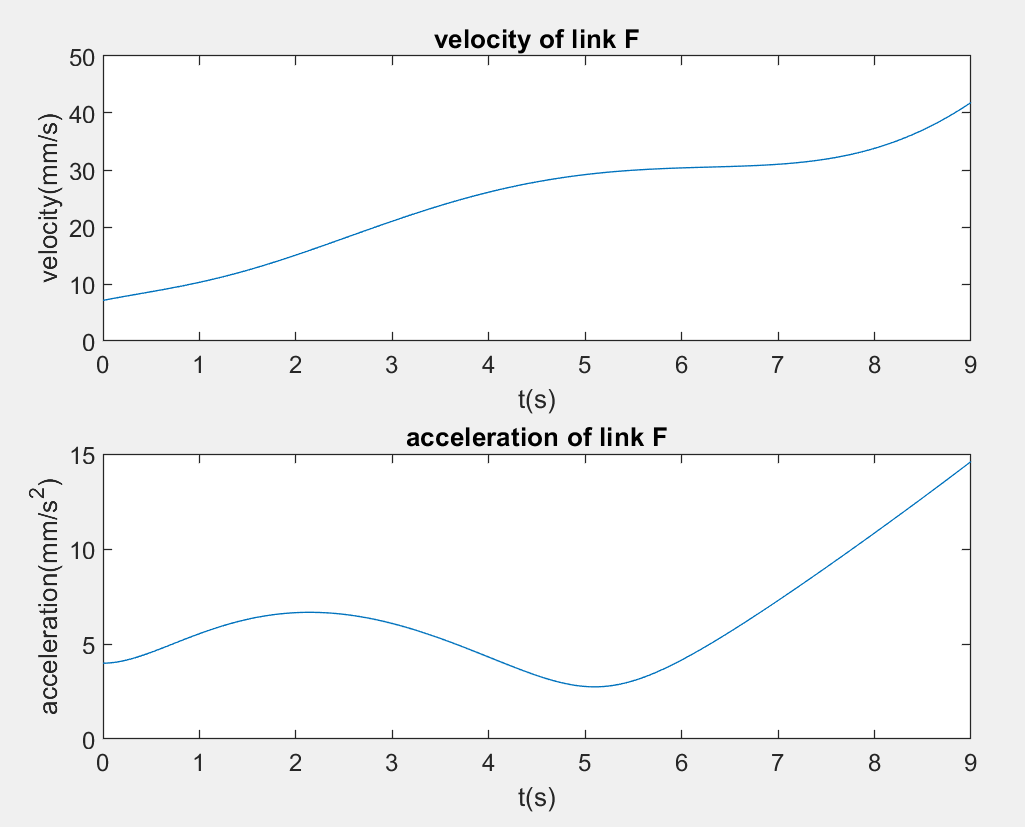 velocity of link F
50
40
30
20
10
0
velocity(mm/s)
0 1 2 3 4 5 6 7 8 9
t(s)
acceleration of link F
15
10
5
0
acceleration(mm/s²)
0 1 2 3 4 5 6 7 8 9
t(s)